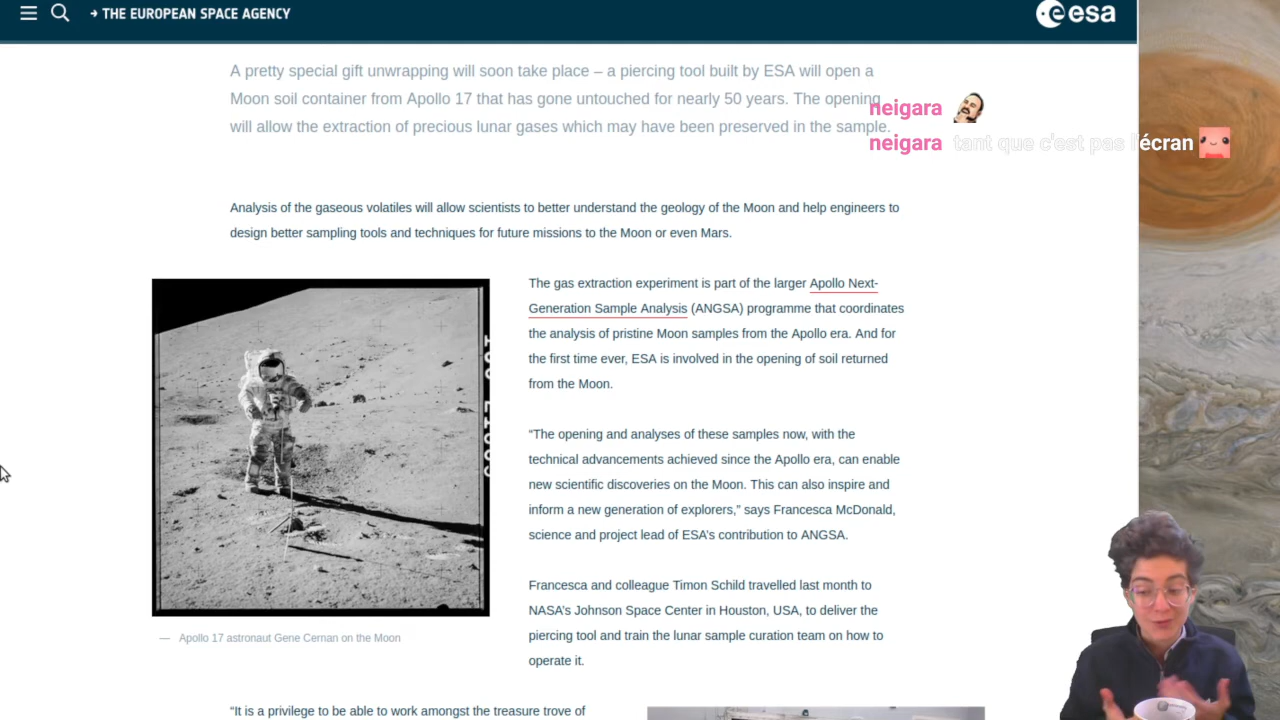 → THE EUROPEAN SPACE AGENCY
esa
A pretty special gift unwrapping will soon take place – a piercing tool built by ESA will open a
Moon soil container from Apollo 17 that has gone untouched for nearly 50 years. The opening
will allow the extraction of precious lunar gases which may have been preserved in the sample.
neigara
neigara tant que c'est pas l'écran
Analysis of the gaseous volatiles will allow scientists to better understand the geology of the Moon and help engineers to
design better sampling tools and techniques for future missions to the Moon or even Mars.
The gas extraction experiment is part of the larger Apollo Next-
Generation Sample Analysis (ANGSA) programme that coordinates
the analysis of pristine Moon samples from the Apollo era. And for
the first time ever, ESA is involved in the opening of soil returned
from the Moon.
“The opening and analyses of these samples now, with the
technical advancements achieved since the Apollo era, can enable
new scientific discoveries on the Moon. This can also inspire and
inform a new generation of explorers,” says Francesca McDonald,
science and project lead of ESA’s contribution to ANGSA.
Francesca and colleague Timon Schild travelled last month to
NASA’s Johnson Space Center in Houston, USA, to deliver the
piercing tool and train the lunar sample curation team on how to
operate it.
— Apollo 17 astronaut Gene Cernan on the Moon
“It is a privilege to be able to work amongst the treasure trove of